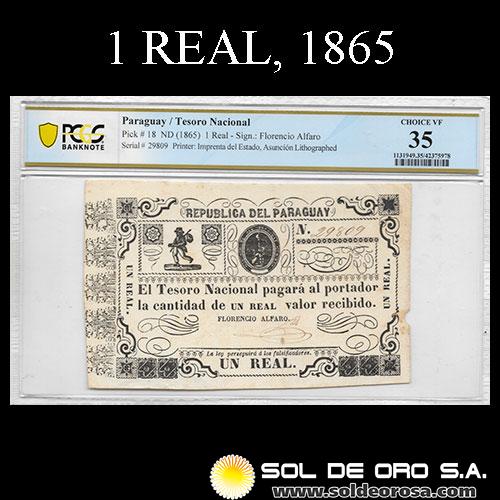 1 REAL, 1865
PCGS
BANKNOTE
Paraguay / Tesoro Nacional
Pick # 18 ND (1865) 1 Real - Sign.: Florencio Alfaro
Serial # 29809 Printer: Imprenta del Estado, Asunción Lithographed
CHOICE VF
35
1131949.35/42375978
REPUBLICA DEL PARAGUAY
N. 29809
UN REAL.
El Tesoro Nacional pagará al portador
la cantidad de UN REAL valor recibido.
FLORENCIO ALFARO.
UN REAL.
La ley perseguirá á los falsificadores.
UN REAL.
SOL DE ORO S.A.
www.soldeorosa.com